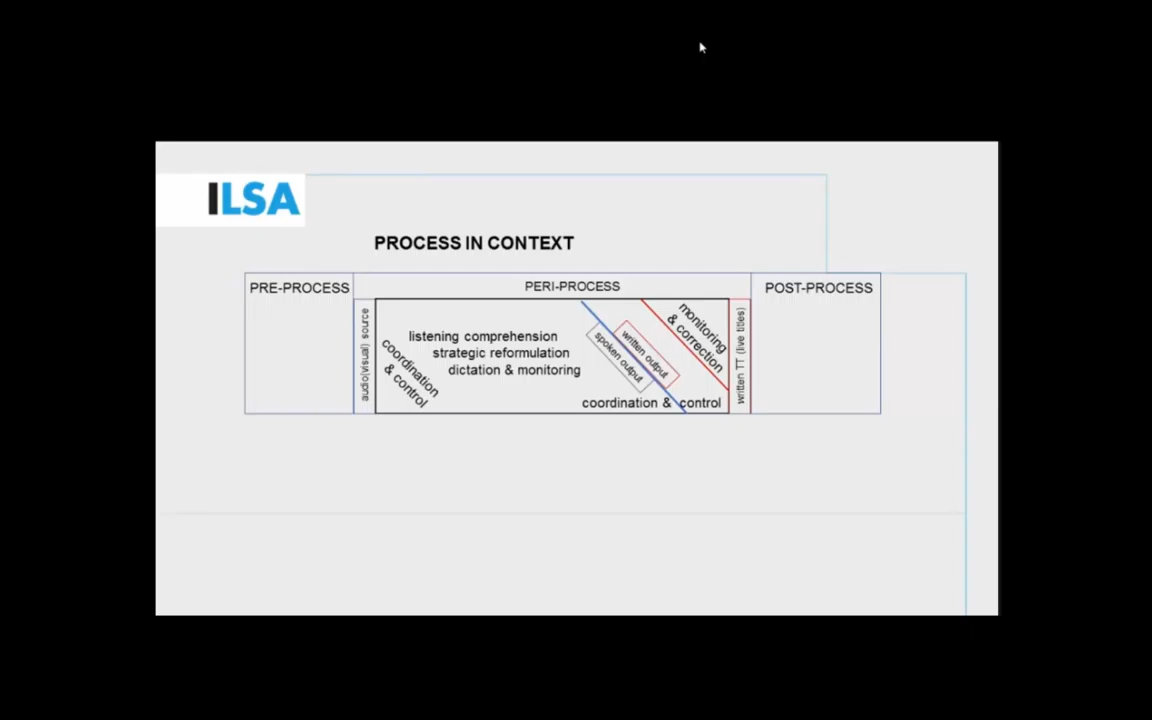 ILSA
PROCESS IN CONTEXT
PRE-PROCESS
PERI-PROCESS
POST-PROCESS
audio(visual) source
coordination
& control
listening comprehension
strategic reformulation
dictation & monitoring
spoken output
written output
monitoring
& correction
coordination & control
written TT (live titles)